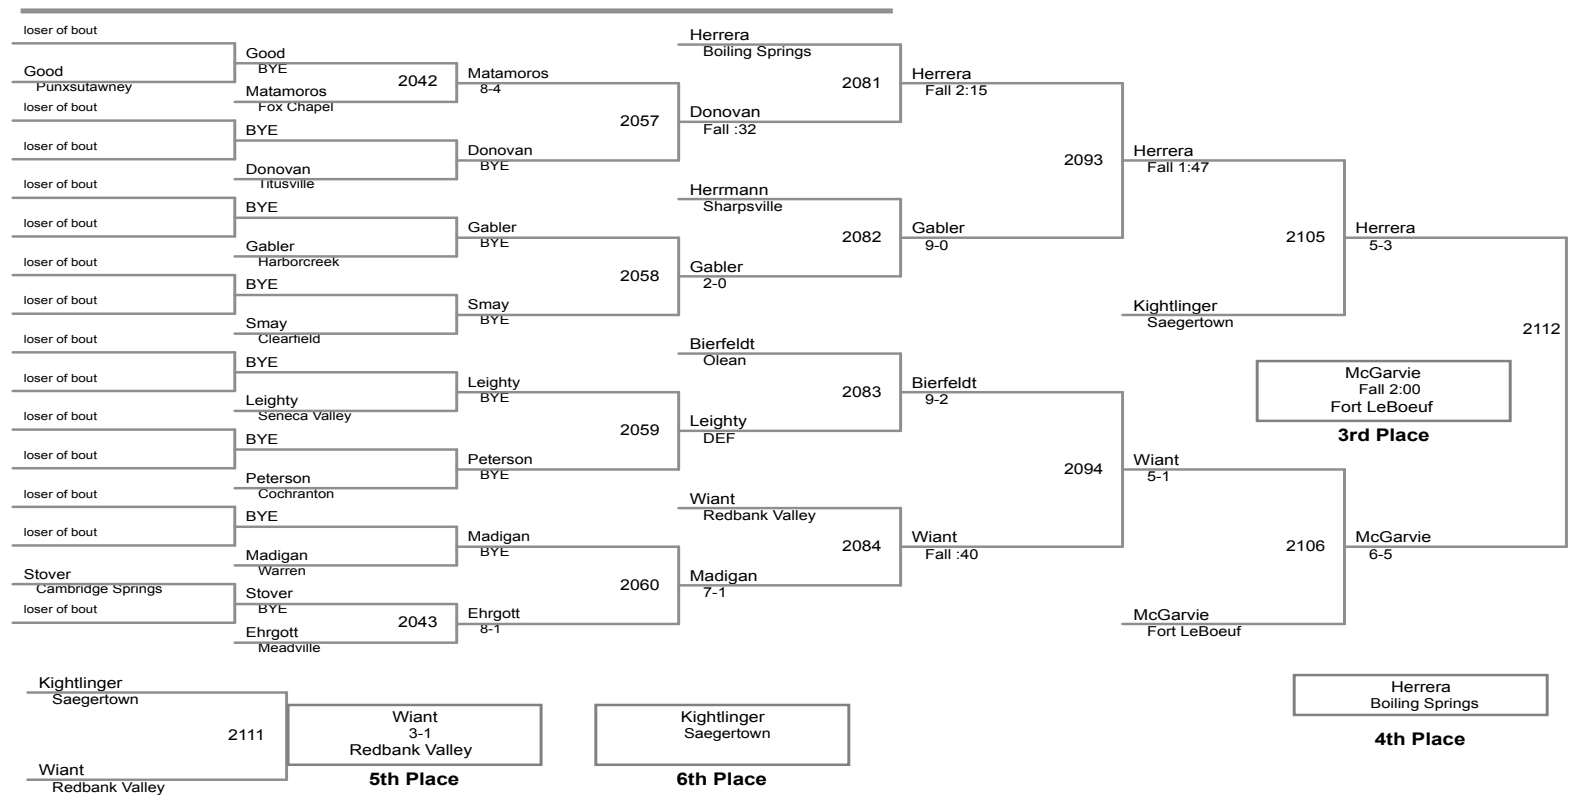 loser of bout
Good
Punxsutawney
loser of bout
loser of bout
loser of bout
loser of bout
loser of bout
loser of bout
loser of bout
loser of bout
loser of bout
loser of bout
loser of bout
loser of bout
Stover
Cambridge Springs
loser of bout
Good
BYE
2042
Matamoros
Fox Chapel
BYE
Donovan
Titusville
BYE
Gabler
Harborcreek
BYE
Smay
Clearfield
BYE
Leighty
Seneca Valley
BYE
Peterson
Cochranton
BYE
Madigan
Warren
Stover
BYE
2043
Ehrgott
Meadville
Matamoros
8-4
2057
Donovan
BYE
Gabler
BYE
2058
Smay
BYE
Leighty
BYE
2059
Peterson
BYE
Madigan
BYE
2060
Ehrgott
8-1
Herrera
Boiling Springs
2081
Donovan
Fall :32
Herrmann
Sharpsville
2082
Gabler
2-0
Bierfeldt
Olean
2083
Leighty
DEF
Wiant
Redbank Valley
2084
Madigan
7-1
Herrera
Fall 2:15
2093
Gabler
9-0
Bierfeldt
9-2
2094
Wiant
Fall :40
Herrera
Fall 1:47
2105
Kightlinger
Saegertown
Wiant
5-1
2106
McGarvie
Fort LeBoeuf
Herrera
5-3
2112
McGarvie
6-5
McGarvie
Fall 2:00
Fort LeBoeuf
3rd Place
Herrera
Boiling Springs
4th Place
Kightlinger
Saegertown
2111
Wiant
Redbank Valley
Wiant
3-1
Redbank Valley
5th Place
Kightlinger
Saegertown
6th Place